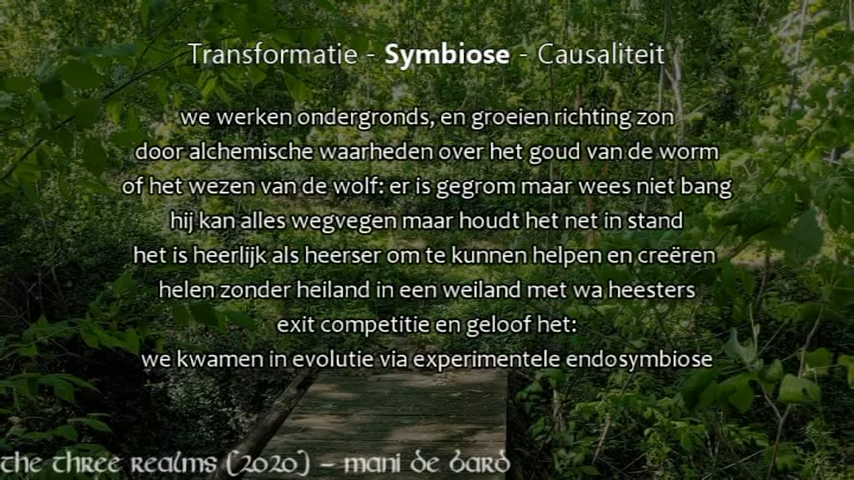 Transformatie - Symbiose - Causaliteit
we werken ondergronds, en groeien richting zon
door alchemische waarheden over het goud van de worm
of het wezen van de wolf: er is gegrom maar wees niet bang
hij kan alles wegvegen maar houdt het net in stand
het is heerlijk als heerser om te kunnen helpen en creëren
helen zonder heiland in een weiland met wa heesters
exit competitie en geloof het:
we kwamen in evolutie via experimentele endosymbiose
the three realms (2020) - mani de bard